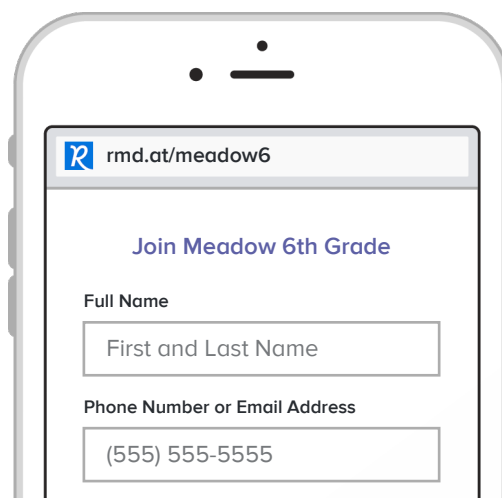 rmd.at/meadow6
Join Meadow 6th Grade
Full Name
First and Last Name
Phone Number or Email Address
(555) 555-5555